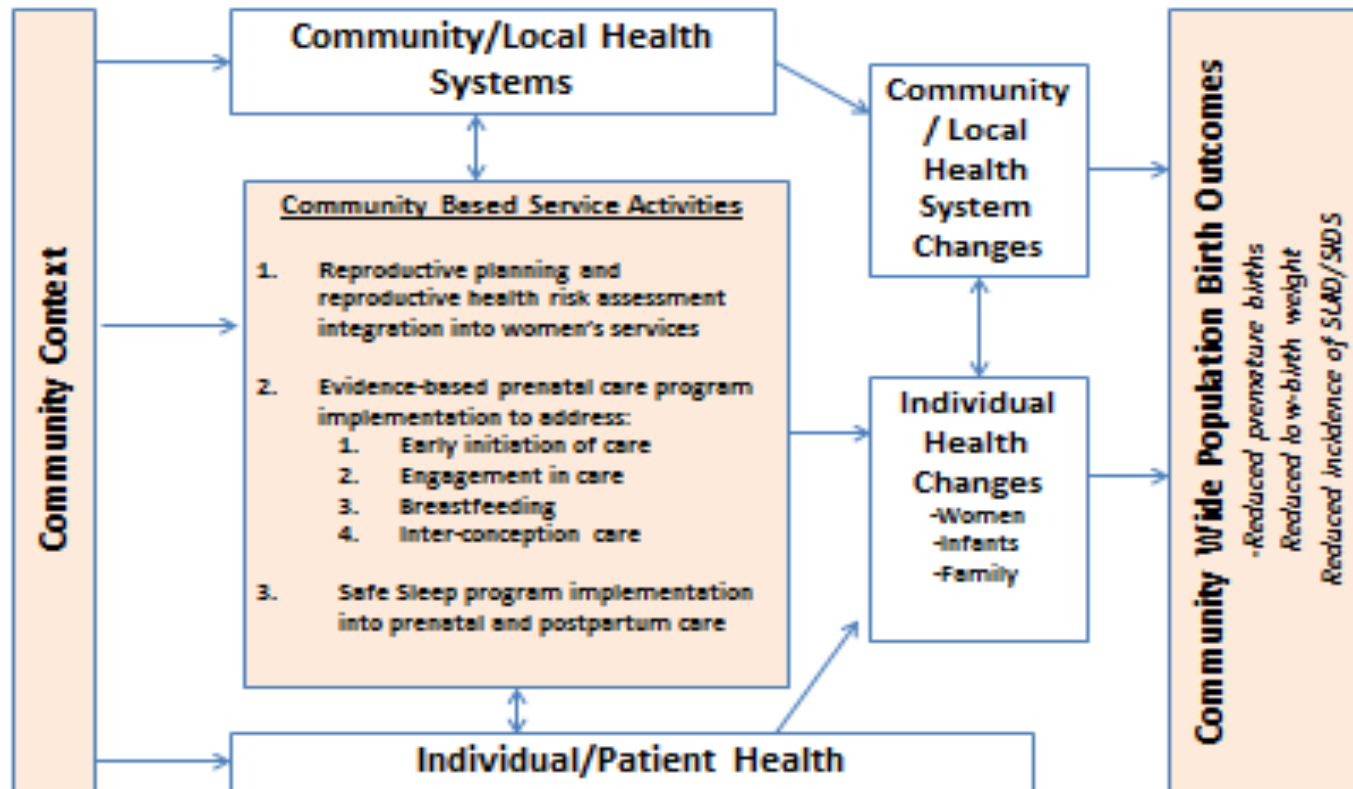 Community Context
Community/Local Health
Systems
Community Based Service Activities
1. Reproductive planning and
reproductive health risk assessment
integration into women's services
2. Evidence-based prenatal care program
implementation to address:
1. Early initiation of care
2. Engagement in care
3. Breastfeeding
4. Inter-conception care
3. Safe Sleep program implementation
into prenatal and postpartum care
Individual/Patient Health
Community
/ Local
Health
System
Changes
Individual
Health
Changes
-Women
-Infants
-Family
Community Wide Population Birth Outcomes
-Reduced premature births
Reduced low-birth weight
Reduced Incidence of SUID/SIDS